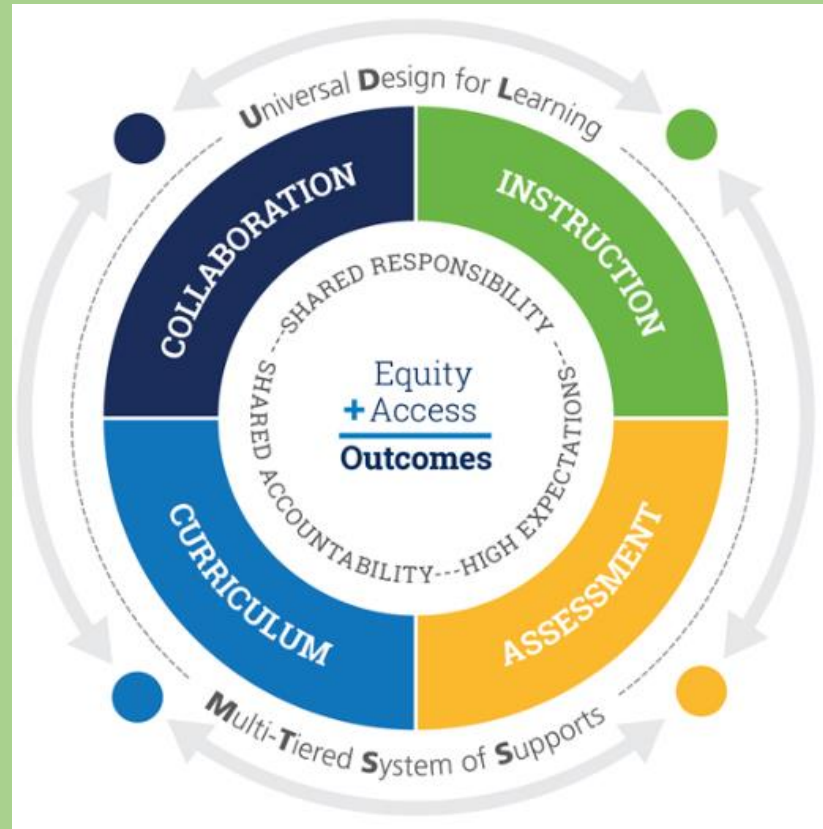 Universal Design for Learning
COLLABORATION
INSTRUCTION
---SHARED RESPONSIBILITY ---HIGH EXPECTATIONS
SHARED ACCOUNTABILITY---
Equity
+Access
Outcomes
CURRICULUM
ASSESSMENT
Multi-Tiered System of Supports